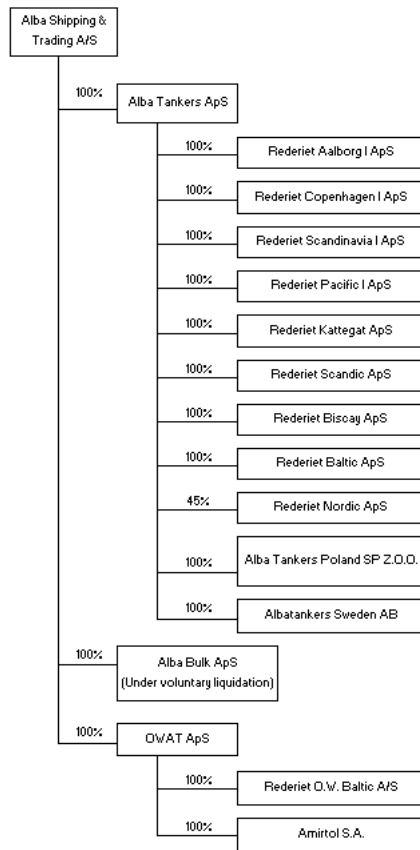 Alba Shipping &
Trading A/S
100%
Alba Tankers ApS
100%
Rederiet Aalborg I ApS
100%
Rederiet Copenhagen I ApS
100%
Rederiet Scandinavia I ApS
100%
Rederiet Pacific I ApS
100%
Rederiet Kattegat ApS
100%
Rederiet Scandic ApS
100%
Rederiet Biscay ApS
100%
Rederiet Baltic ApS
45%
Rederiet Nordic ApS
100%
Alba Tankers Poland SP Z.O.O.
100%
Albatankers Sweden AB
100%
Alba Bulk ApS
(Under voluntary liquidation)
100%
OWAT ApS
100%
Rederiet O.W. Baltic A/S
100%
Amirtol S.A.